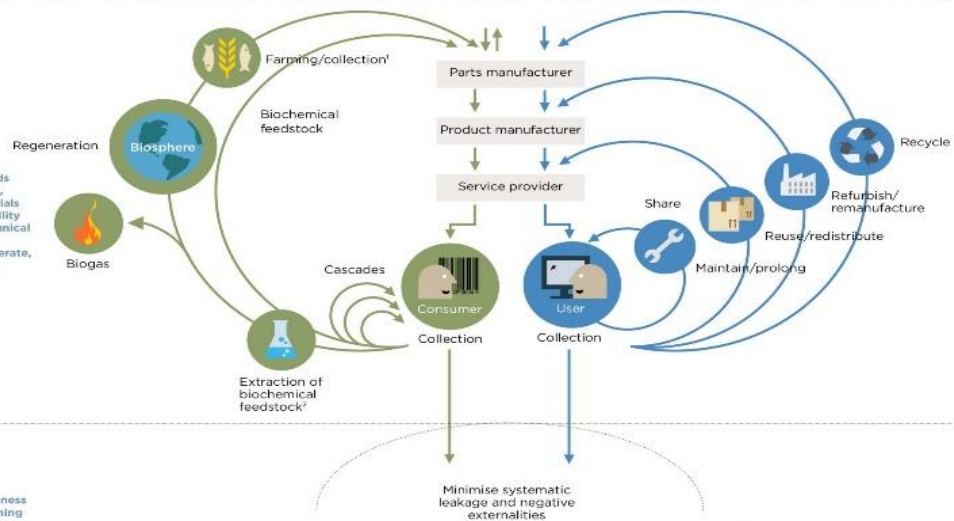 Farming/collection¹
Parts manufacturer
Biochemical
feedstock
Product manufacturer
Regeneration
Biosphere
Recycle
Service provider
Share
Refurbish/
remanufacture
Reuse/redistribute
Biogas
Cascades
Maintain/prolong
Consumer
User
Collection
Collection
Extraction of
biochemical
feedstock²
Minimise systematic
leakage and negative
externalities